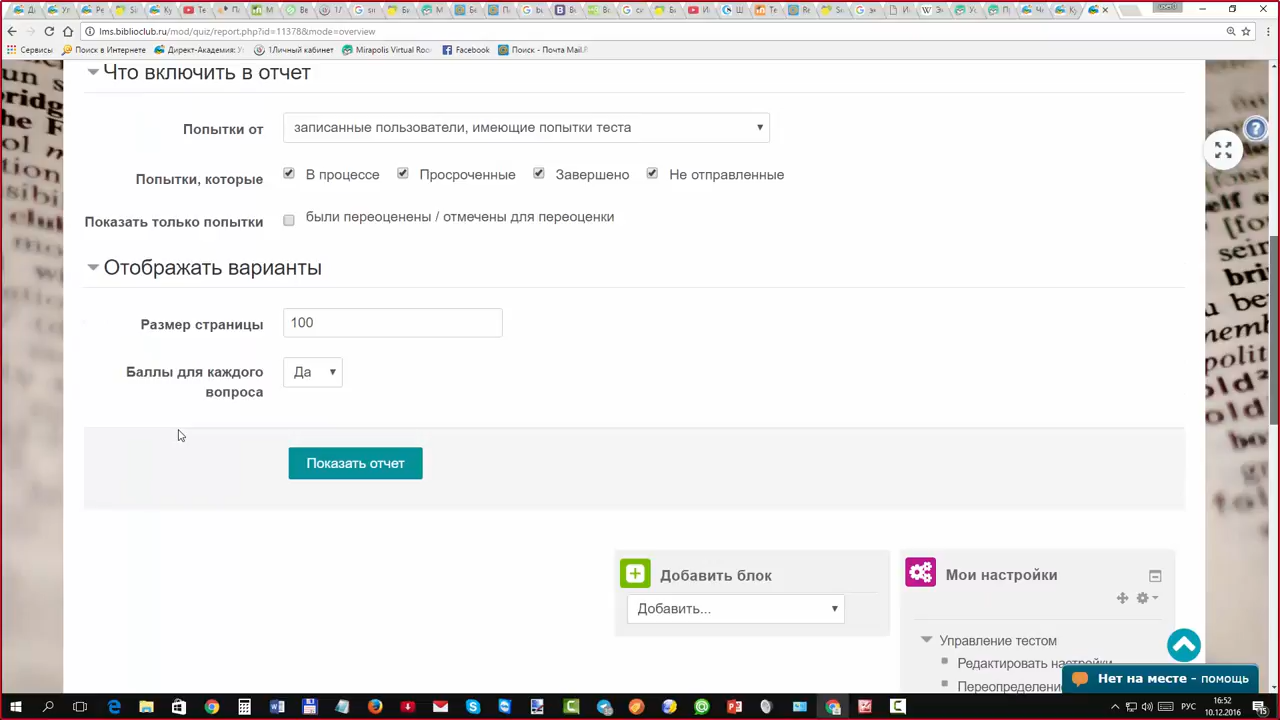 lms.biblioclub.ru/mod/quiz/report.php?id=11378&mode=overview
Сервисы Поиск в Интернете Директ-Академия: 1Личный кабинет Mirapolis Virtual Roo Facebook Поиск - Почта Mail.R
Что включить в отчет
Попытки от записанные пользователи, имеющие попытки теста
Попытки, которые В процессе Просроченные Завершено Не отправленные
Показать только попытки были переоценены / отмечены для переоценки
Отображать варианты
Размер страницы 100
Баллы для каждого Да
вопроса
Показать отчет
Добавить блок
Добавить...
Мои настройки
Управление тестом
Редактировать настройки
Переопределение
Нет на месте - помощь
РУС
16:52
10.12.2016
15